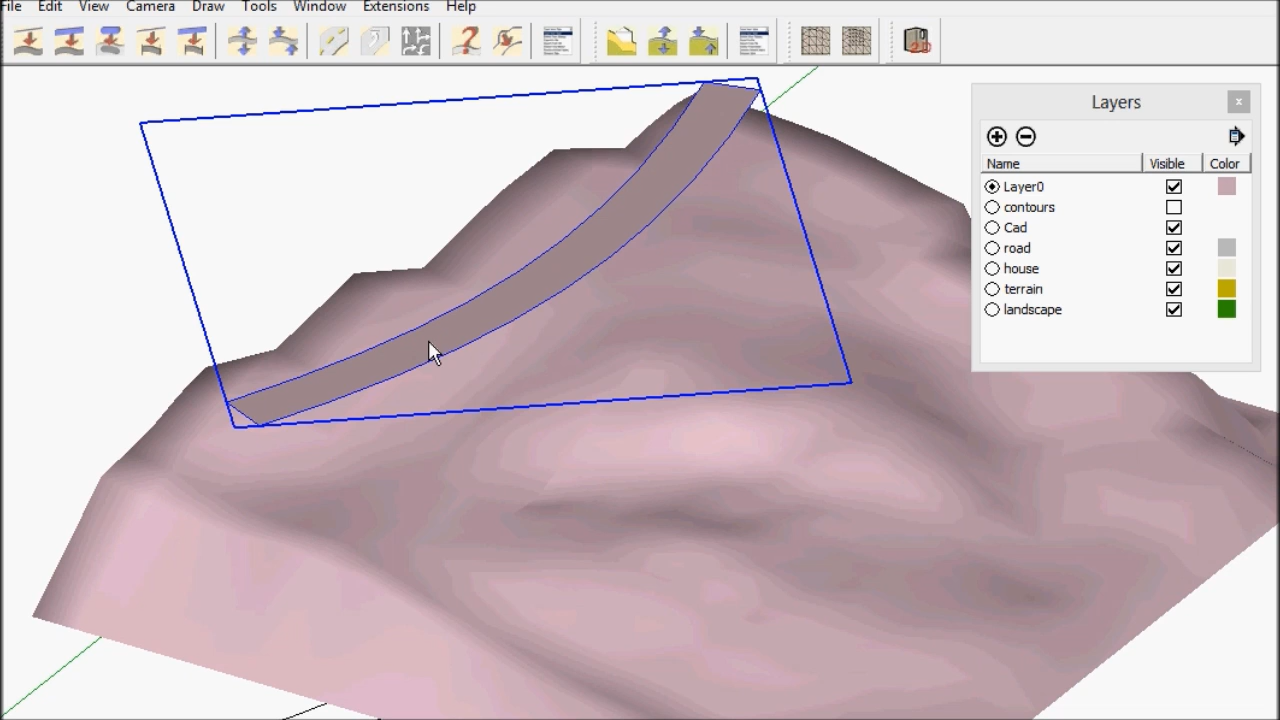 ile Edit View Camera Draw Tools Window Extensions Help
Layers
Name Visible Color
Layer0
contours
Cad
road
house
terrain
landscape